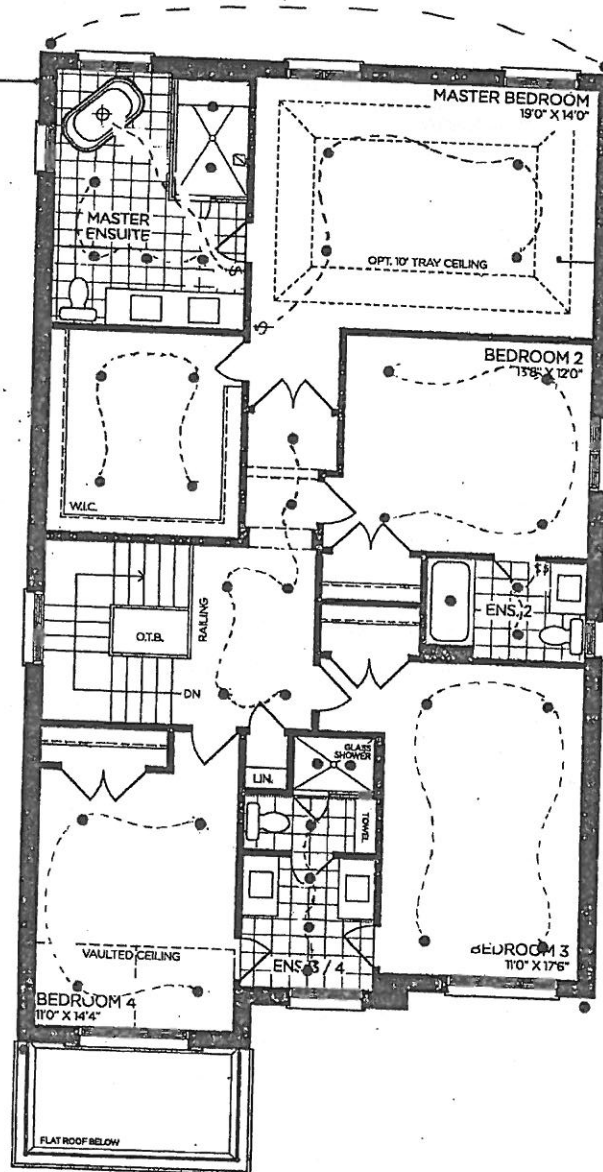 MASTER BEDROOM
19'0" X 14'0"
MASTER
ENSUITE
OPT. 10' TRAY CEILING
BEDROOM 2
13'8" X 12'0"
W.I.C.
O.T.B.
RAILING
ENS. 2
$$
DN
GLASS
SHOWER
LIN.
TOWEL
VAULTED CEILING
ENS. 3 / 4
BEDROOM 3
11'0" X 17'6"
BEDROOM 4
11'0" X 14'4"
FLAT ROOF BELOW